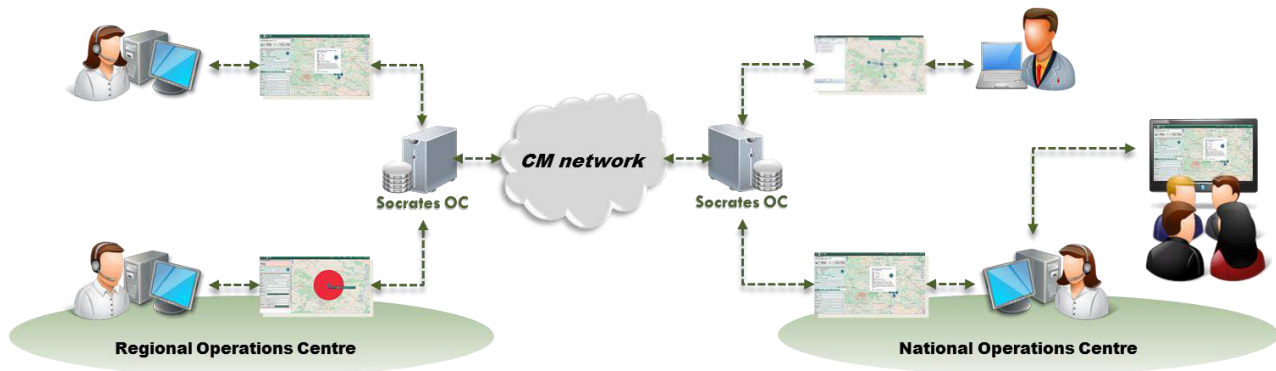 CM network
Socrates OC
Socrates OC
Regional Operations Centre
National Operations Centre